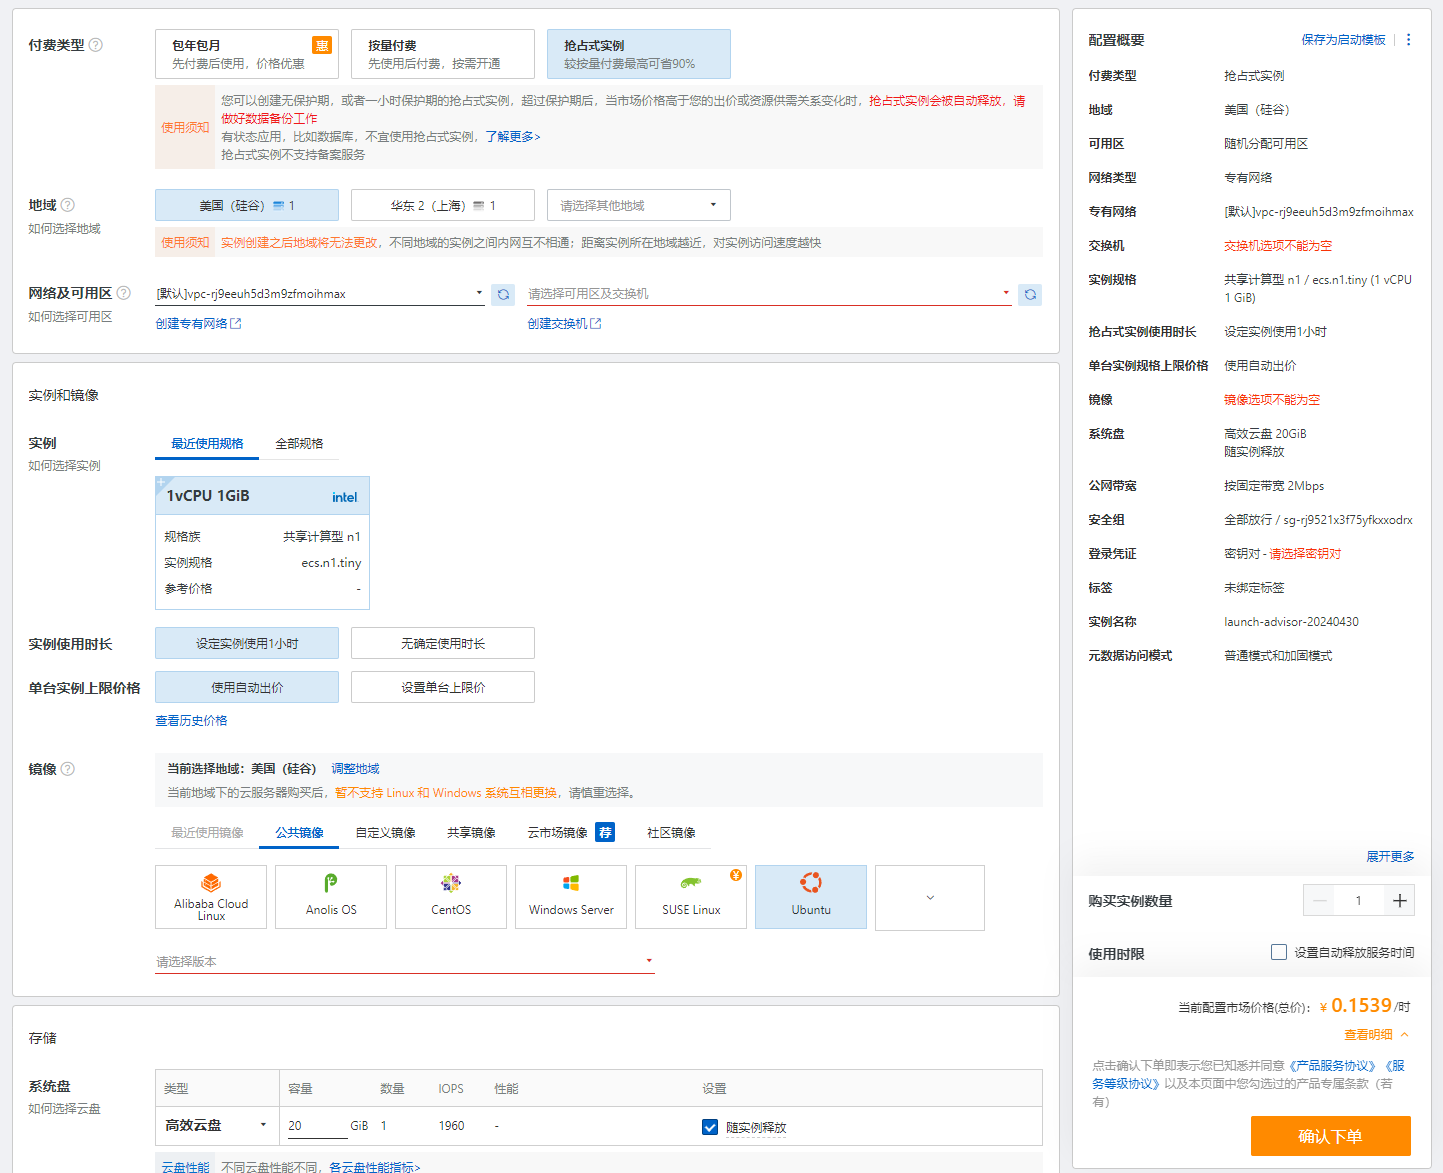 付费类型
包年包月
惠
先付费后使用，价格优惠
按量付费
先使用后付费，按需开通
抢占式实例
较按量付费最高可省90%
使用须知
您可以创建无保护期，或者一小时保护期的抢占式实例，超过保护期后，当市场价格高于您的出价或资源供需关系变化时，抢占式实例会被自动释放，请
做好数据备份工作
有状态应用，比如数据库，不宜使用抢占式实例，了解更多>
抢占式实例不支持备案服务
地域
如何选择地域
美国（硅谷） 1
华东 2（上海） 1
请选择其他地域
使用须知
实例创建之后地域将无法更改，不同地域的实例之间内网互不相通；距离实例所在地域越近，对实例访问速度越快
网络及可用区
如何选择可用区
[默认]vpc-rj9eeuh5d3m9zfmoihmax
请选择可用区及交换机
创建专有网络
创建交换机
实例和镜像
实例
如何选择实例
最近使用规格
全部规格
1vCPU 1GiB
intel
规格族 共享计算型 n1
实例规格 ecs.n1.tiny
参考价格 -
实例使用时长
设定实例使用1小时
无确定使用时长
单台实例上限价格
使用自动出价
设置单台上限价
查看历史价格
镜像
当前选择地域：美国（硅谷） 调整地域
当前地域下的云服务器购买后，暂不支持 Linux 和 Windows 系统互相更换，请慎重选择。
最近使用镜像
公共镜像
自定义镜像
共享镜像
云市场镜像 荐
社区镜像
Alibaba Cloud
Linux
Anolis OS
CentOS
Windows Server
¥
SUSE Linux
Ubuntu
请选择版本
存储
系统盘
如何选择云盘
类型 容量 数量 IOPS 性能 设置
高效云盘 20 GiB 1 1960 - 随实例释放
云盘性能 不同云盘性能不同，各云盘性能指标>
配置概要
保存为启动模板
付费类型 抢占式实例
地域 美国（硅谷）
可用区 随机分配可用区
网络类型 专有网络
专有网络 [默认]vpc-rj9eeuh5d3m9zfmoihmax
交换机 交换机选项不能为空
实例规格 共享计算型 n1 / ecs.n1.tiny (1 vCPU
1 GiB)
抢占式实例使用时长 设定实例使用1小时
单台实例规格上限价格 使用自动出价
镜像 镜像选项不能为空
系统盘 高效云盘 20GiB
随实例释放
公网带宽 按固定带宽 2Mbps
安全组 全部放行 / sg-rj9521x3f75yfkxxodrx
登录凭证 密钥对 - 请选择密钥对
标签 未绑定标签
实例名称 launch-advisor-20240430
元数据访问模式 普通模式和加固模式
展开更多
购买实例数量 1
使用时限 设置自动释放服务时间
当前配置市场价格(总价)：¥ 0.1539 /时
查看明细
点击确认下单即表示您已知悉并同意《产品服务协议》《服
务等级协议》以及本页面中您勾选过的产品专属条款（若
有）
确认下单